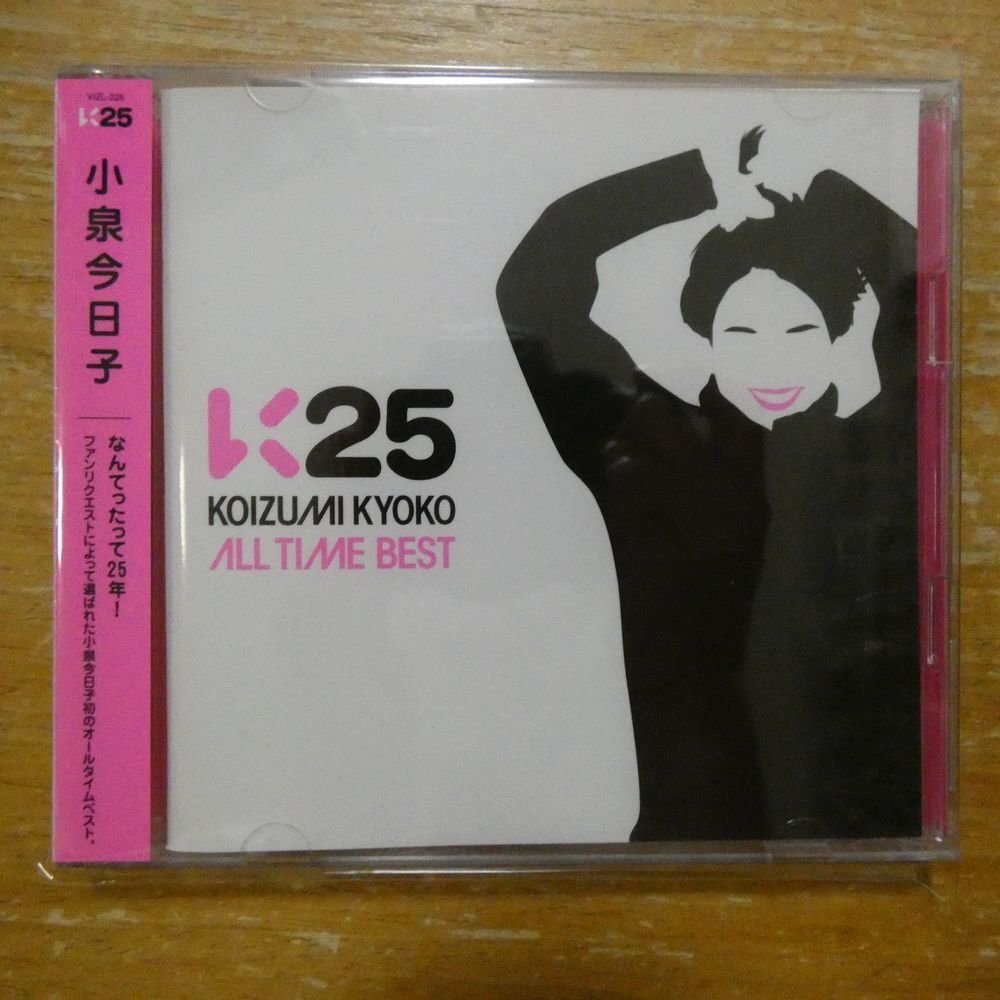 VIZL-226
K25
小泉今日子
なんてったって25年!
ファンリクエストによって選ばれた小泉今日子初のオールタイムベスト。
K25
KOIZUMI KYOKO
ALL TIME BEST